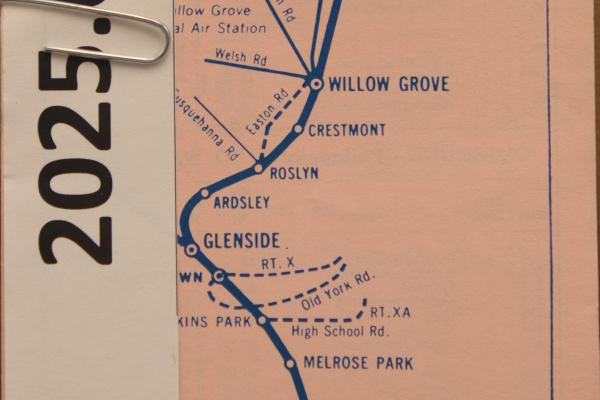 2025.
llow Grove
al Air Station
n Rd
Welsh Rd
WILLOW GROVE
Easton Rd
CRESTMONT
usquehanna Rd
ROSLYN
ARDSLEY
GLENSIDE
RT. X
WN
Old York Rd.
RT. XA
KINS PARK
High School Rd.
MELROSE PARK